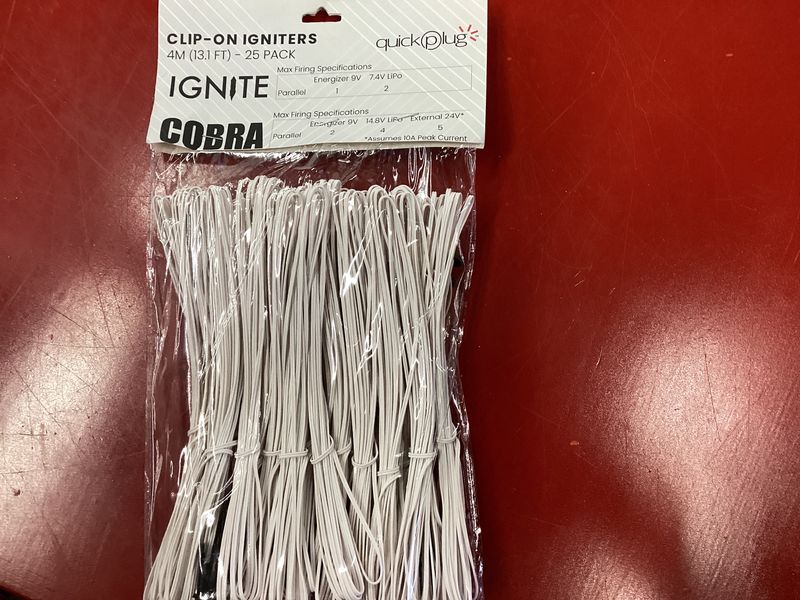 CLIP-ON IGNITERS
4M (13.1 FT) - 25 PACK
quickplug
IGNITE
Max Firing Specifications
Energizer 9V 7.4V LiPo
Parallel 1 2
COBRA
Max Firing Specifications
Energizer 9V 14.8V LiPo External 24V*
Parallel 2 4 5
*Assumes 10A Peak Current